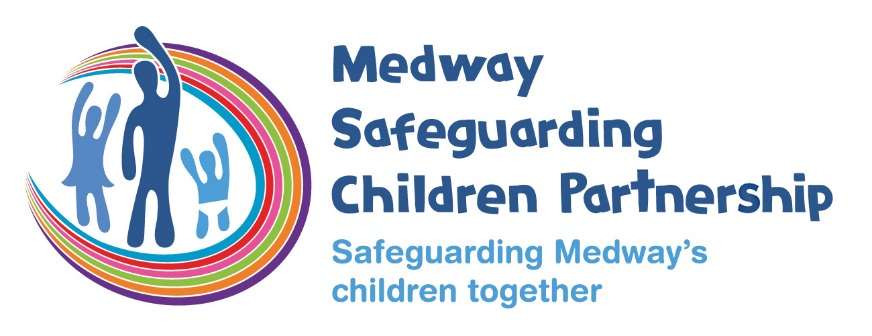 Medway
Safeguarding
Children Partnership
Safeguarding Medway's
children together